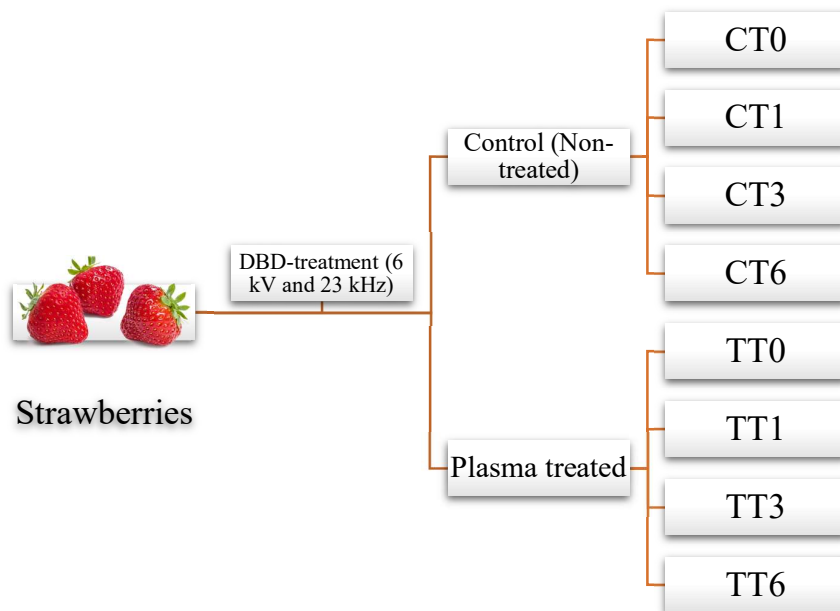 Strawberries
DBD-treatment (6
kV and 23 kHz)
Control (Non-
treated)
CT0
CT1
CT3
CT6
Plasma treated
TT0
TT1
TT3
TT6